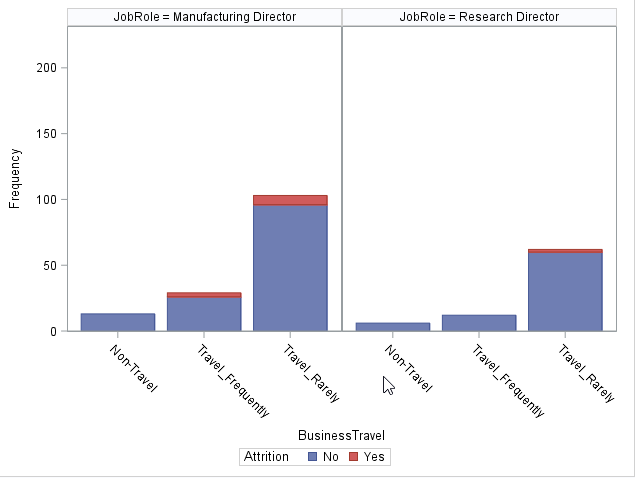 JobRole = Manufacturing Director
JobRole = Research Director
Frequency
200
150
100
50
0
Non-Travel
Travel_Frequently
Travel_Rarely
Non-Travel
Travel_Frequently
Travel_Rarely
BusinessTravel
Attrition No Yes